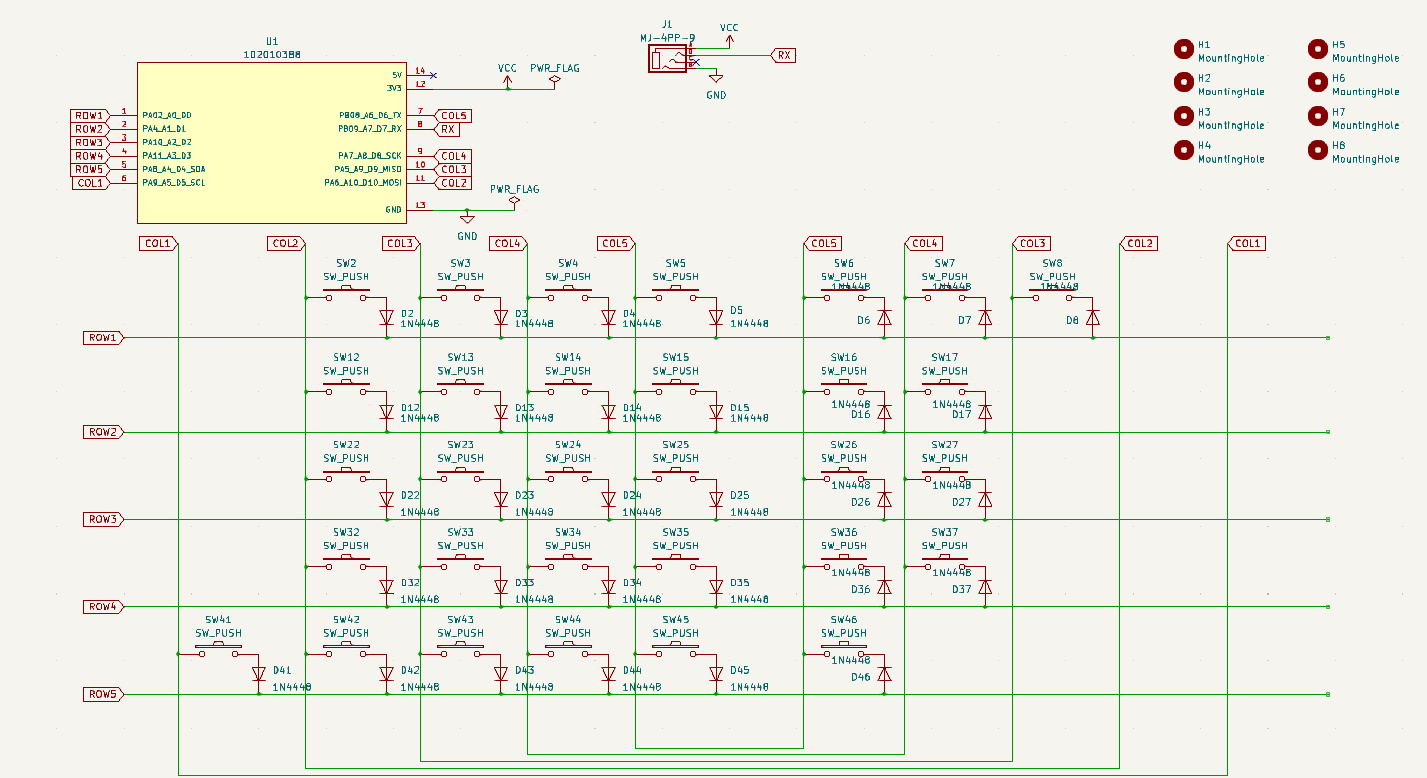 U1
102010388
J1
MJ-4PP-9
VCC
RX
GND
H1
MountingHole
H2
MountingHole
H3
MountingHole
H4
MountingHole
H5
MountingHole
H6
MountingHole
H7
MountingHole
H8
MountingHole
5V 14
3V3 12
VCC PWR_FLAG
ROW1 1 PA02_A0_D0
ROW2 2 PA4_A1_D1
ROW3 3 PA10_A2_D2
ROW4 4 PA11_A3_D3
ROW5 5 PA8_A4_D4_SDA
COL1 6 PA9_A5_D5_SCL
PB08_A6_D6_TX 7 COL5
PB09_A7_D7_RX 8 RX
PA7_A8_D8_SCK 9 COL4
PA5_A9_D9_MISO 10 COL3
PA6_A10_D10_MOSI 11 COL2
PWR_FLAG
GND 13
GND
COL1 COL2 COL3 COL4 COL5 COL5 COL4 COL3 COL2 COL1
SW2 SW3 SW4 SW5 SW6 SW7 SW8
SW_PUSH SW_PUSH SW_PUSH SW_PUSH SW_PUSH SW_PUSH SW_PUSH
1N4448 1N4448 1N4448
D2 D3 D4 D5 D6 D7 D8
1N4448 1N4448 1N4448 1N4448
ROW1
SW12 SW13 SW14 SW15 SW16 SW17
SW_PUSH SW_PUSH SW_PUSH SW_PUSH SW_PUSH SW_PUSH
1N4448 1N4448
D12 D13 D14 D15 D16 D17
1N4448 1N4448 1N4448 1N4448
ROW2
SW22 SW23 SW24 SW25 SW26 SW27
SW_PUSH SW_PUSH SW_PUSH SW_PUSH SW_PUSH SW_PUSH
1N4448 1N4448
D22 D23 D24 D25 D26 D27
1N4448 1N4448 1N4448 1N4448
ROW3
SW32 SW33 SW34 SW35 SW36 SW37
SW_PUSH SW_PUSH SW_PUSH SW_PUSH SW_PUSH SW_PUSH
1N4448 1N4448
D32 D33 D34 D35 D36 D37
1N4448 1N4448 1N4448 1N4448
ROW4
SW41 SW42 SW43 SW44 SW45 SW46
SW_PUSH SW_PUSH SW_PUSH SW_PUSH SW_PUSH SW_PUSH
1N4448
D41 D42 D43 D44 D45 D46
1N4448 1N4448 1N4448 1N4448 1N4448
ROW5